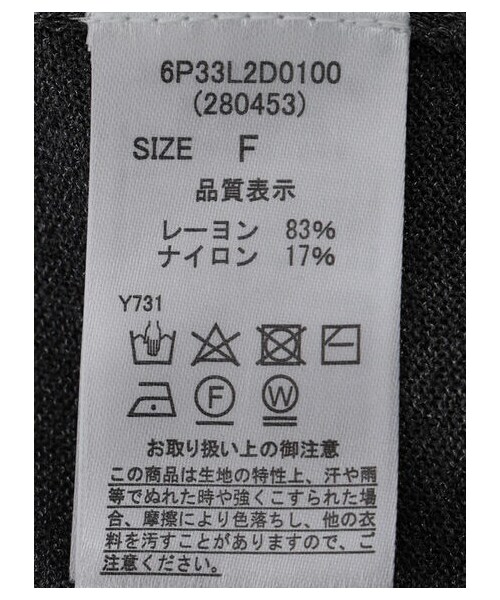 6P33L2D0100
(280453)
SIZE F
品質表示
レーヨン 83%
ナイロン 17%
Y731
F W
お取り扱い上の御注意
この商品は生地の特性上、汗や雨
等でぬれた時や強くこすられた場
合、摩擦により色落ちし、他の衣
料を汚すことがありますので、ご
注意ください。